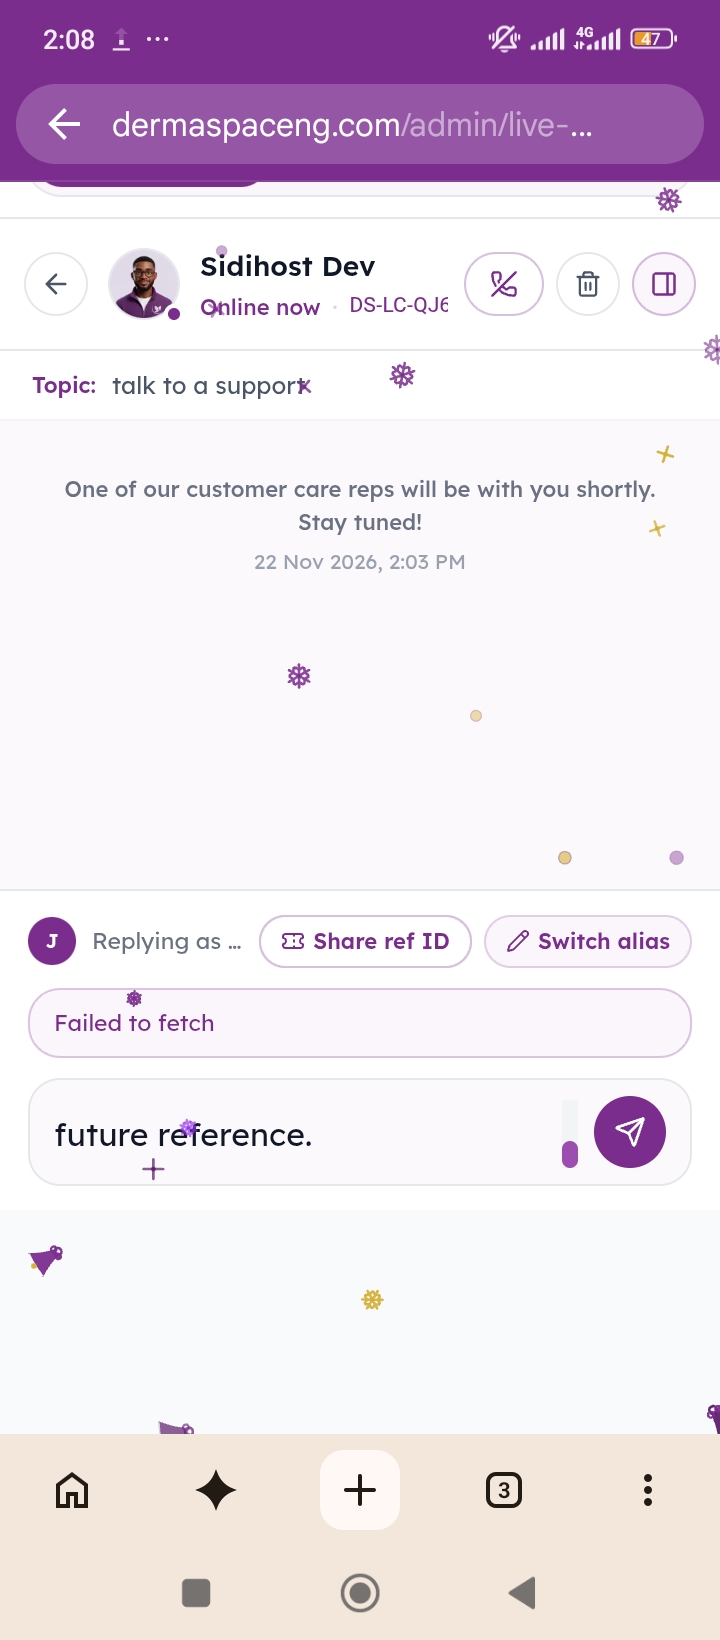 2:08
4G
47
dermaspaceng.com/admin/live-...
Sidihost Dev
Online now · DS-LC-QJ6
Topic: talk to a support
One of our customer care reps will be with you shortly.
Stay tuned!
22 Nov 2026, 2:03 PM
J
Replying as ...
Share ref ID
Switch alias
Failed to fetch
future reference.
3